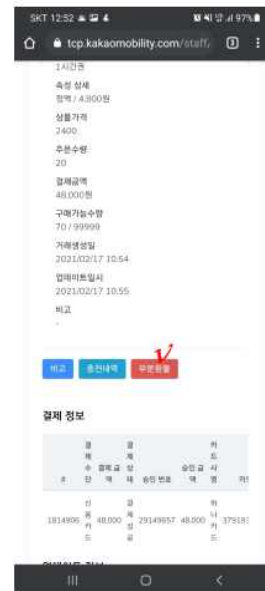 SKT 12:52
97%
tcp.kakaomobility.com/staff/
3
1시간권
속성 상세
정액 / 4,800원
상품가격
2400
주문수량
20
결제금액
48,000원
구매가능수량
70 / 99999
거래생성일
2021/02/17 10:54
업데이트일시
2021/02/17 10:55
비고
-
비고
충전내역
부분환불
결제 정보
# 결제수단 결제 금액 결제상태 승인 번호 승인 금액 카드사명
1814906 신용카드 48,000 결제성공 29149657 48,000 하나카드 379183